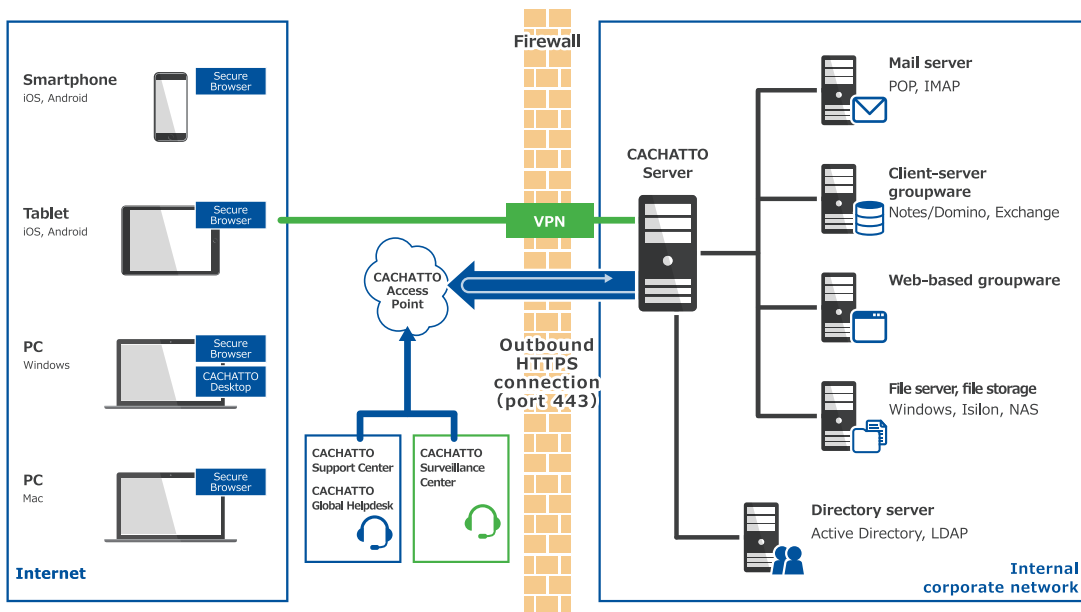 Smartphone
iOS, Android
Secure
Browser
Tablet
iOS, Android
Secure
Browser
PC
Windows
Secure
Browser
CACHATTO
Desktop
PC
Mac
Secure
Browser
Internet
Firewall
VPN
CACHATTO
Access
Point
Outbound
HTTPS
connection
(port 443)
CACHATTO
Support Center
CACHATTO
Global Helpdesk
CACHATTO
Surveillance
Center
CACHATTO
Server
Mail server
POP, IMAP
Client-server
groupware
Notes/Domino, Exchange
Web-based groupware
File server, file storage
Windows, Isilon, NAS
Directory server
Active Directory, LDAP
Internal
corporate network